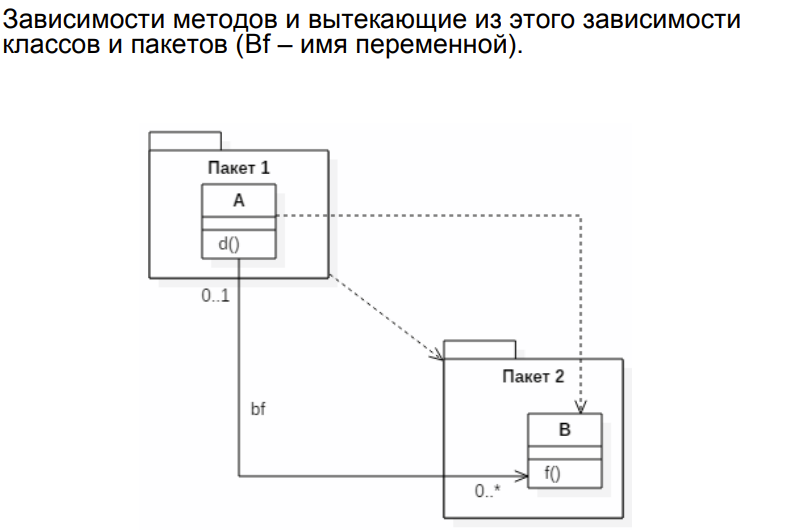 Зависимости методов и вытекающие из этого зависимости
классов и пакетов (Bf – имя переменной).
Пакет 1
A
d()
0..1
bf
Пакет 2
B
f()
0..*